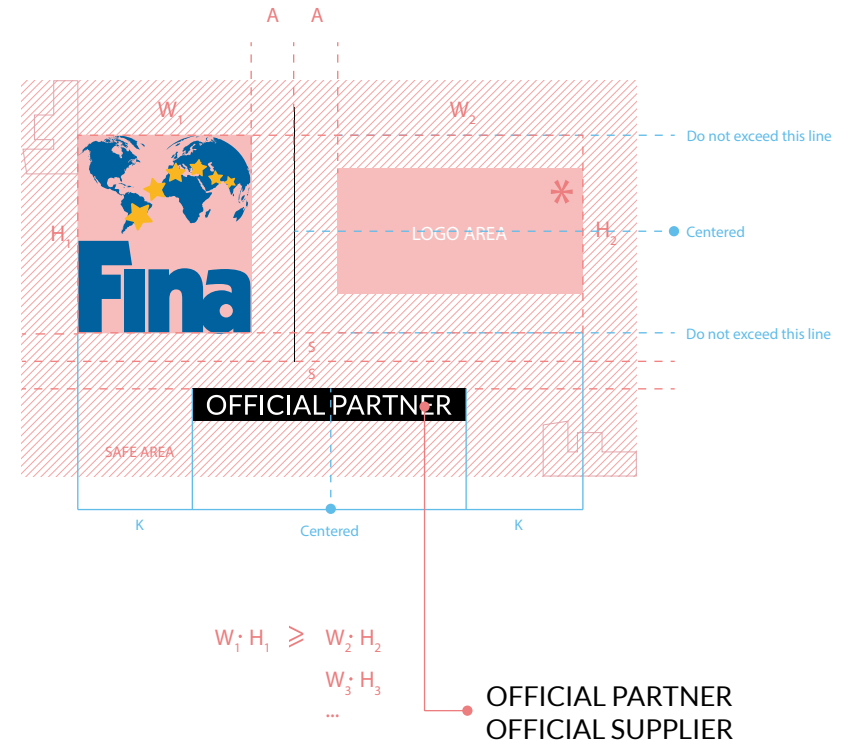 A A
W1 W2
Do not exceed this line
*
H1 LOGO AREA H2 Centered
Fina
Do not exceed this line
S
S
OFFICIAL PARTNER
SAFE AREA
K Centered K
W1· H1 ⩾ W2· H2
W3· H3
...
OFFICIAL PARTNER
OFFICIAL SUPPLIER